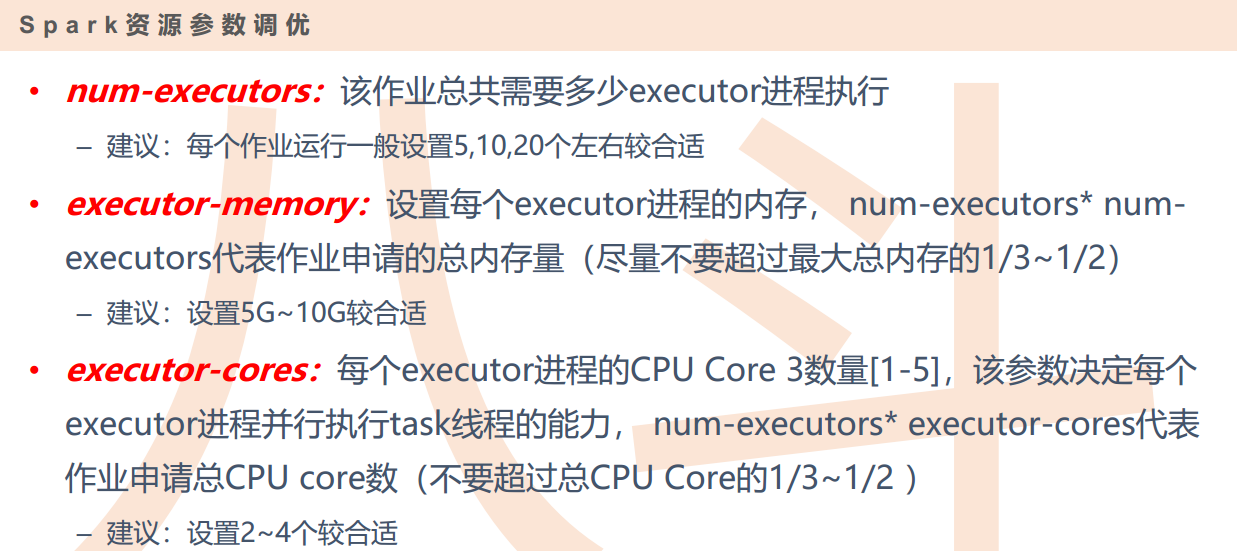 Spark资源参数调优
• num-executors：该作业总共需要多少executor进程执行
– 建议：每个作业运行一般设置5,10,20个左右较合适
• executor-memory：设置每个executor进程的内存， num-executors* num-
executors代表作业申请的总内存量（尽量不要超过最大总内存的1/3~1/2）
– 建议：设置5G~10G较合适
• executor-cores：每个executor进程的CPU Core 3数量[1-5]，该参数决定每个
executor进程并行执行task线程的能力， num-executors* executor-cores代表
作业申请总CPU core数（不要超过总CPU Core的1/3~1/2 ）
– 建议：设置2~4个较合适
八斗